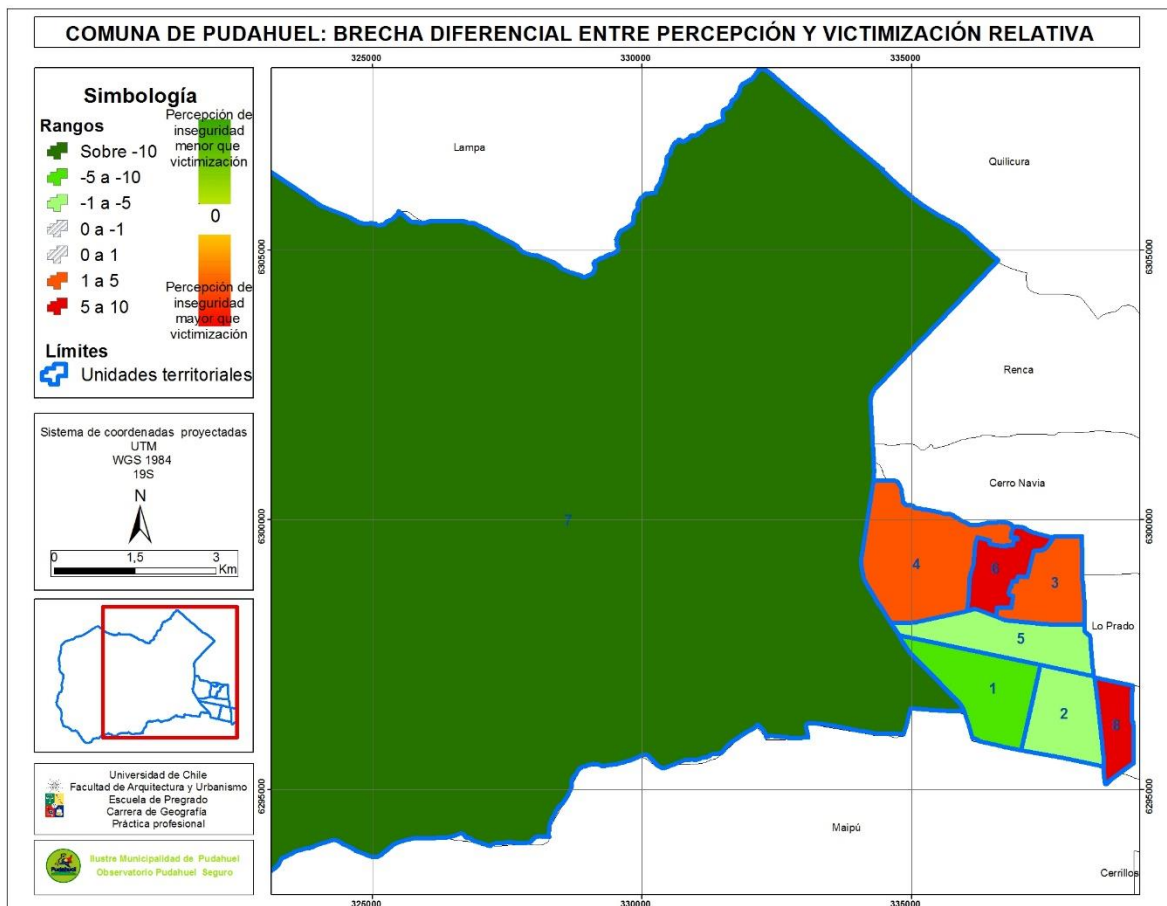 COMUNA DE PUDAHUEL: BRECHA DIFERENCIAL ENTRE PERCEPCIÓN Y VICTIMIZACIÓN RELATIVA
Simbología
Rangos
Sobre -10
-5 a -10
-1 a -5
0 a -1
0 a 1
1 a 5
5 a 10
Percepción de
inseguridad
menor que
victimización
0
Percepción de
inseguridad
mayor que
victimización
Límites
Unidades territoriales
Sistema de coordenadas proyectadas
UTM
WGS 1984
19S
N
0 1,5 3
Km
Universidad de Chile
Facultad de Arquitectura y Urbanismo
Escuela de Pregrado
Carrera de Geografía
Práctica profesional
Pudahuel
Ilustre Municipalidad de Pudahuel
Observatorio Pudahuel Seguro
325000 330000 335000
Lampa
Quilicura
6305000 6305000
Renca
Cerro Navia
6300000 7 6300000
4 6 3
Lo Prado
5
1 2
6295000 6295000
Maipú
Cerrillos
325000 330000 335000